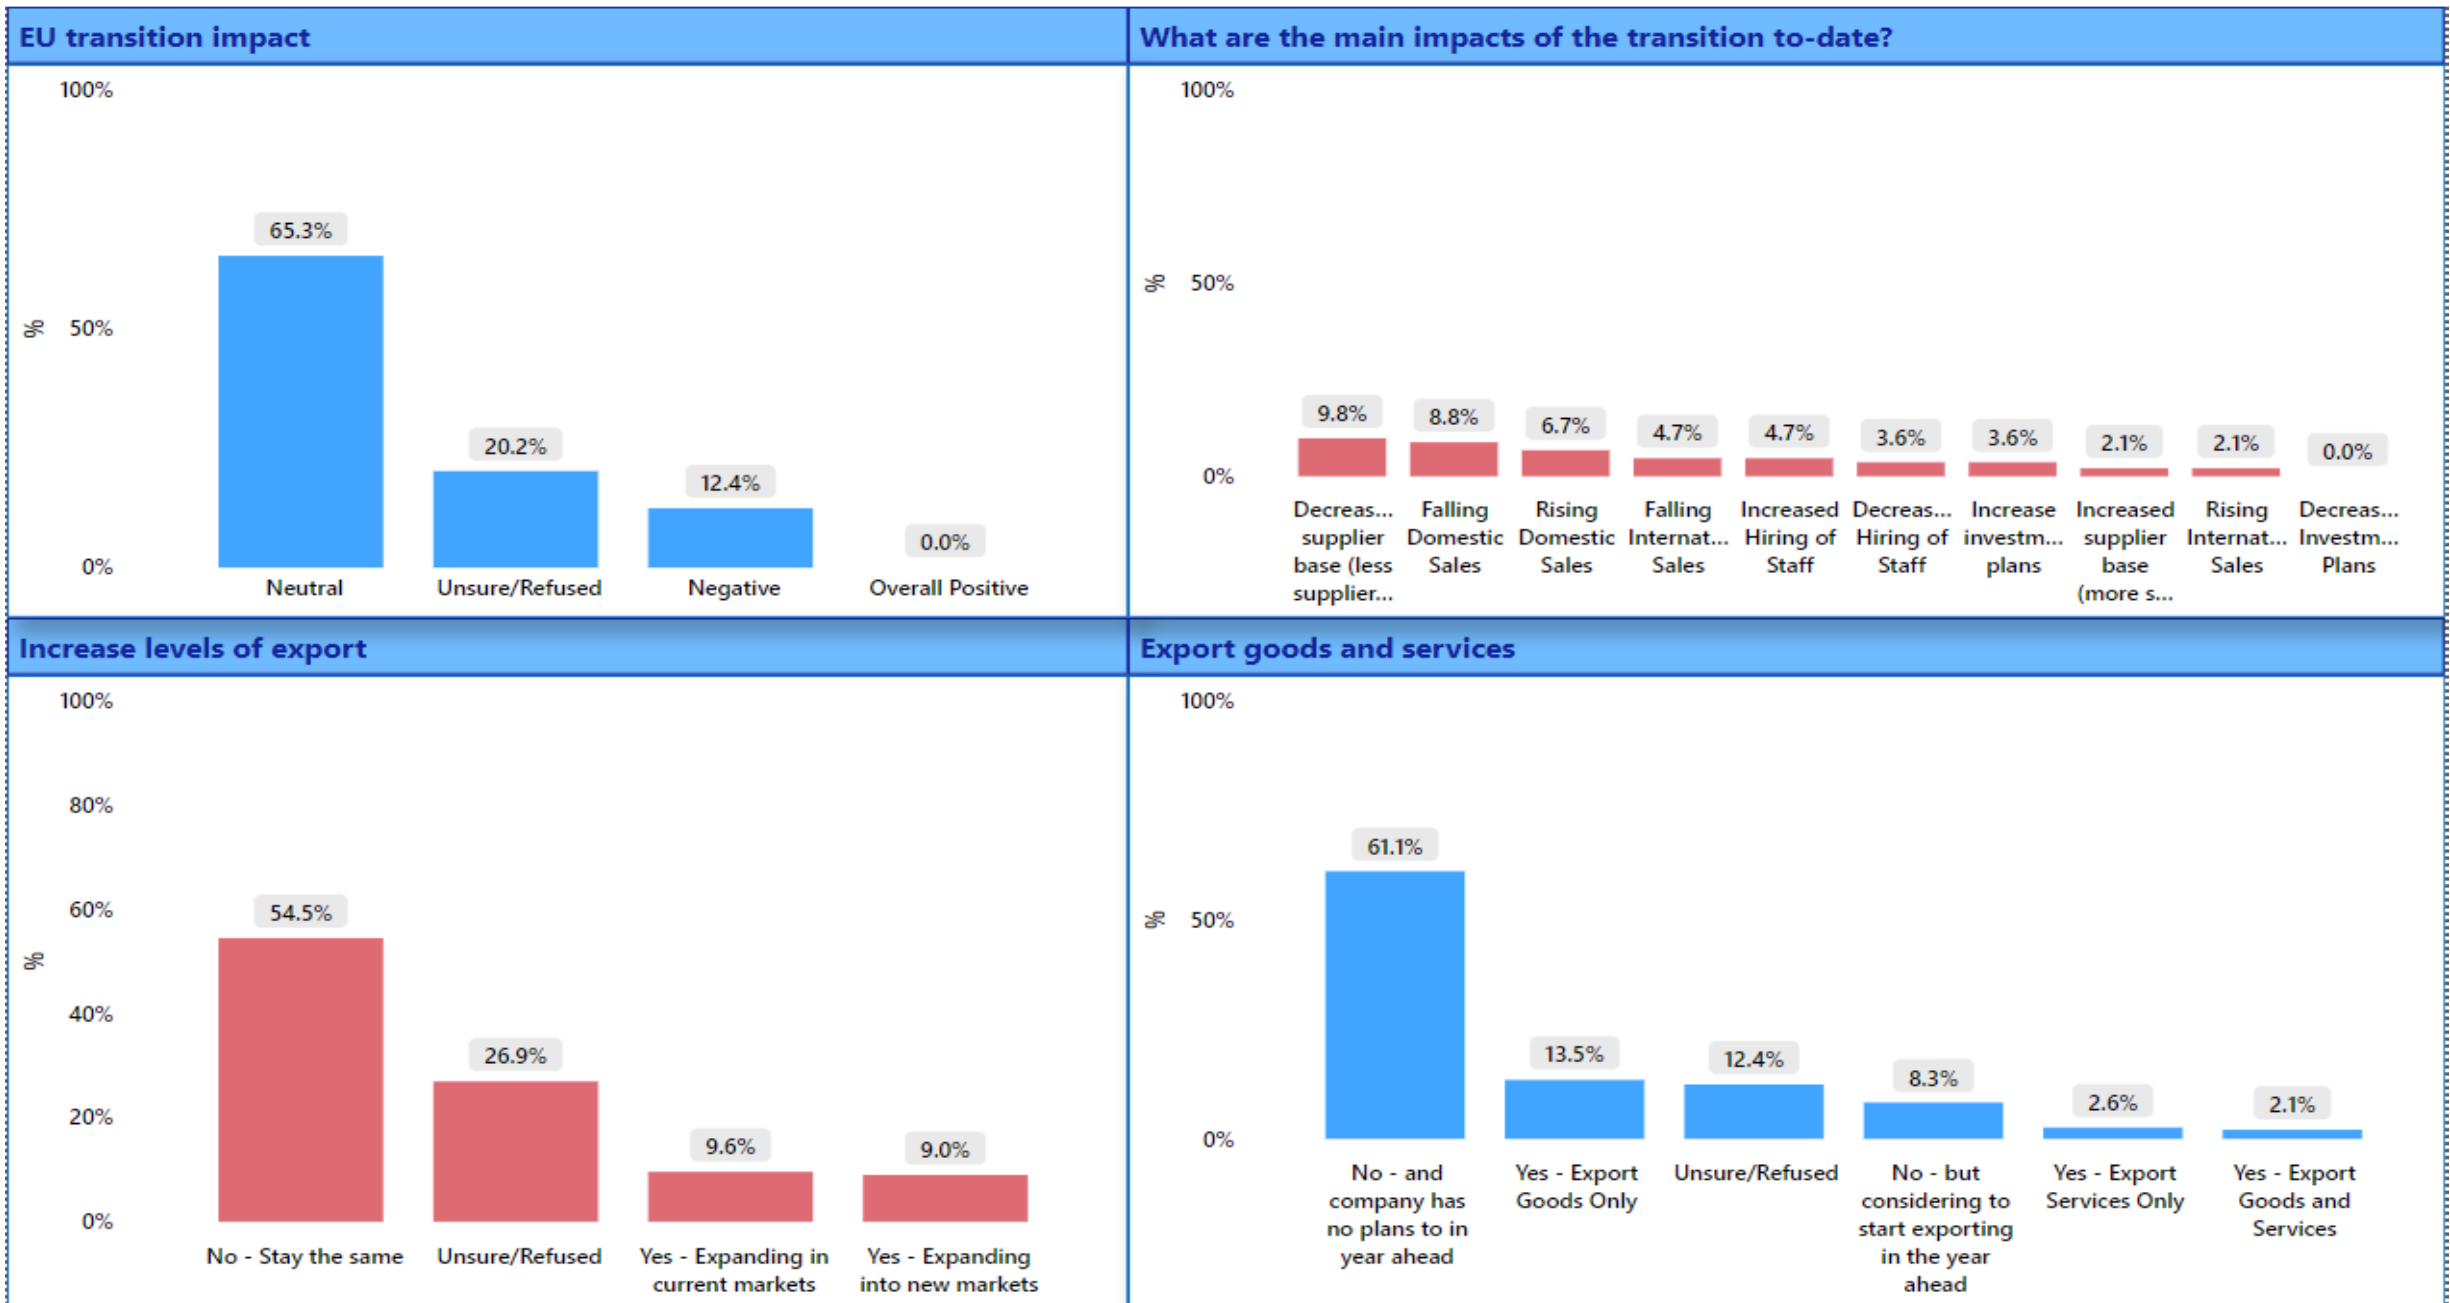 EU transition impact
100%
50%
0%
%
65.3%
20.2%
12.4%
0.0%
Neutral
Unsure/Refused
Negative
Overall Positive
What are the main impacts of the transition to-date?
100%
50%
0%
%
9.8%
8.8%
6.7%
4.7%
4.7%
3.6%
3.6%
2.1%
2.1%
0.0%
Decreas...
supplier
base (less
supplier...
Falling
Domestic
Sales
Rising
Domestic
Sales
Falling
Internat...
Sales
Increased
Hiring of
Staff
Decreas...
Hiring of
Staff
Increase
investm...
plans
Increased
supplier
base
(more s...
Rising
Internat...
Sales
Decreas...
Investm...
Plans
Increase levels of export
100%
80%
60%
40%
20%
0%
%
54.5%
26.9%
9.6%
9.0%
No - Stay the same
Unsure/Refused
Yes - Expanding in
current markets
Yes - Expanding
into new markets
Export goods and services
100%
50%
0%
%
61.1%
13.5%
12.4%
8.3%
2.6%
2.1%
No - and
company has
no plans to in
year ahead
Yes - Export
Goods Only
Unsure/Refused
No - but
considering to
start exporting
in the year
ahead
Yes - Export
Services Only
Yes - Export
Goods and
Services